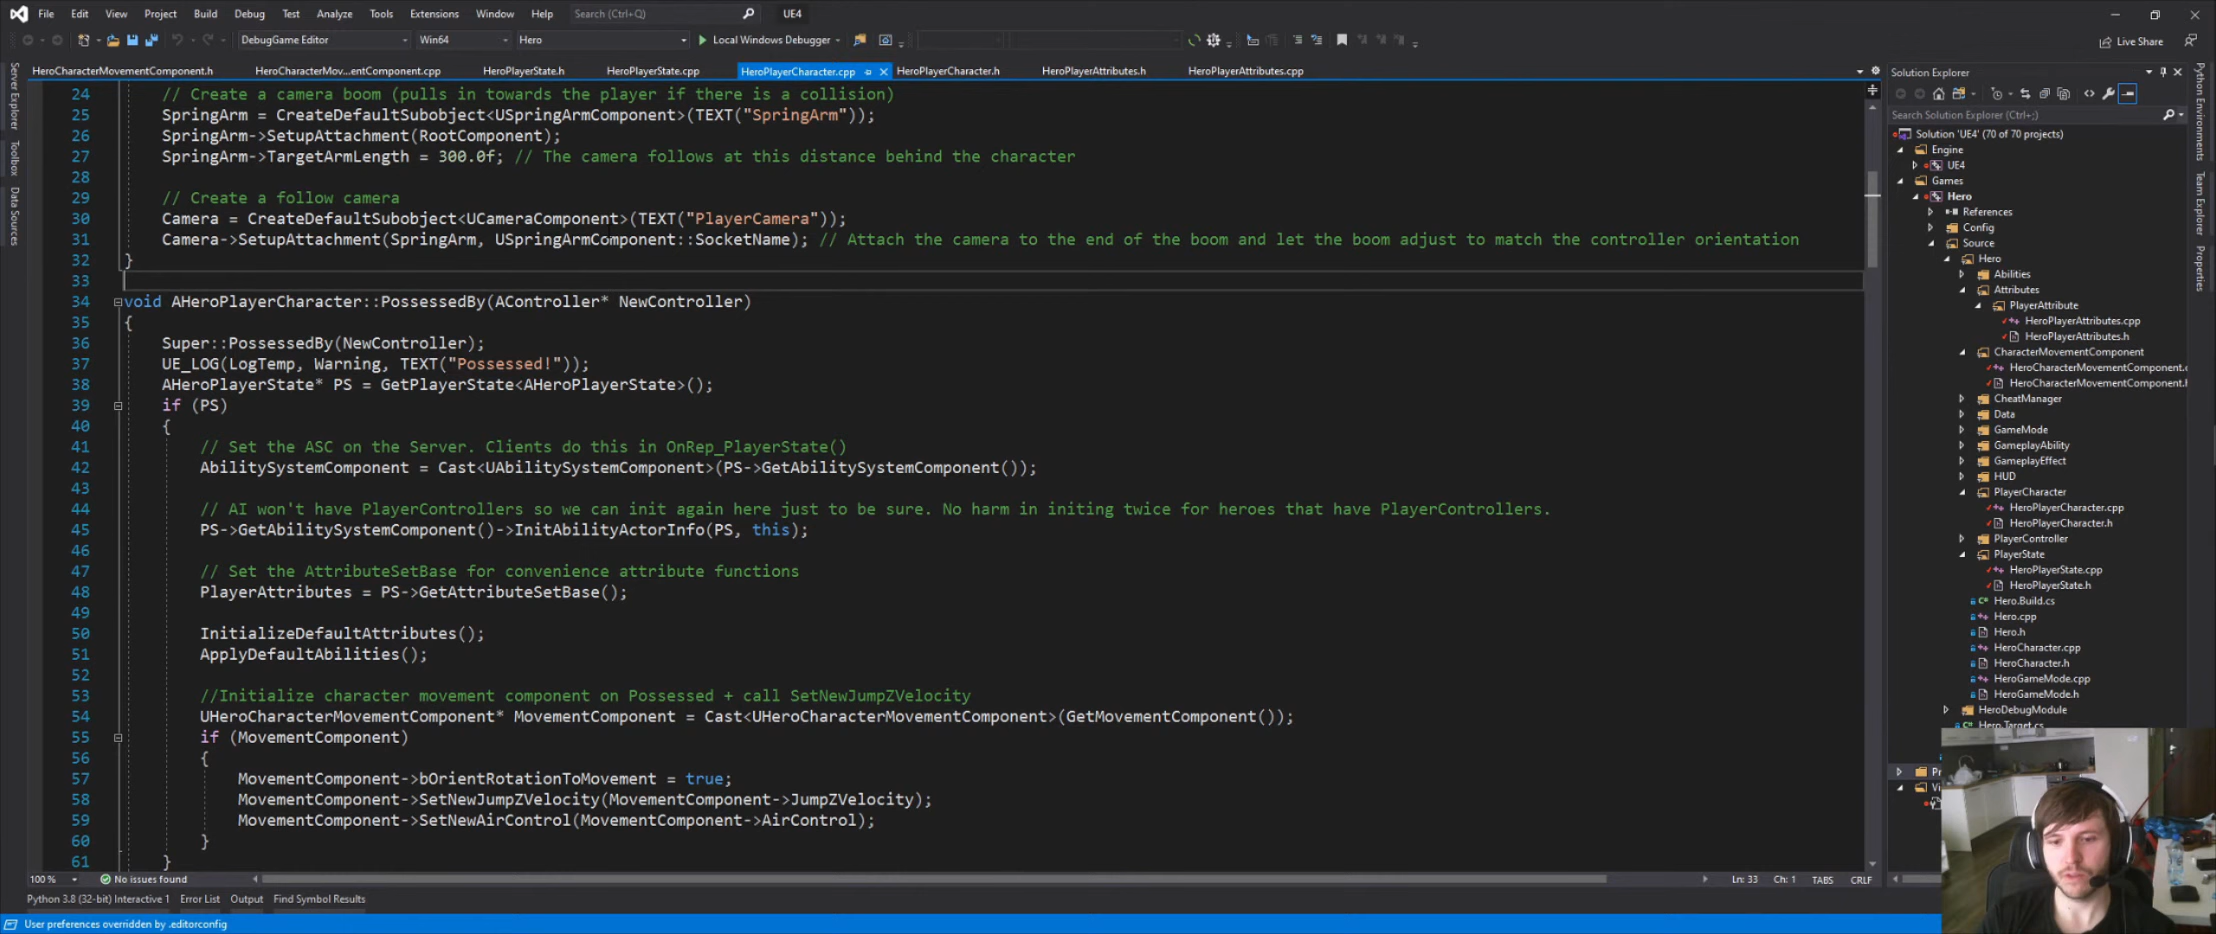 File Edit View Project Build Debug Test Analyze Tools Extensions Window Help Search (Ctrl+Q) UE4
DebugGame Editor Win64 Hero Local Windows Debugger Live Share
HeroCharacterMovementComponent.h HeroCharacterMov...entComponent.cpp HeroPlayerState.h HeroPlayerState.cpp HeroPlayerCharacter.cpp HeroPlayerCharacter.h HeroPlayerAttributes.h HeroPlayerAttributes.cpp
Server Explorer
Toolbox
Data Sources
24 // Create a camera boom (pulls in towards the player if there is a collision)
25 SpringArm = CreateDefaultSubobject<USpringArmComponent>(TEXT("SpringArm"));
26 SpringArm->SetupAttachment(RootComponent);
27 SpringArm->TargetArmLength = 300.0f; // The camera follows at this distance behind the character
28
29 // Create a follow camera
30 Camera = CreateDefaultSubobject<UCameraComponent>(TEXT("PlayerCamera"));
31 Camera->SetupAttachment(SpringArm, USpringArmComponent::SocketName); // Attach the camera to the end of the boom and let the boom adjust to match the controller orientation
32 }
33
34 void AHeroPlayerCharacter::PossessedBy(AController* NewController)
35 {
36 Super::PossessedBy(NewController);
37 UE_LOG(LogTemp, Warning, TEXT("Possessed!"));
38 AHeroPlayerState* PS = GetPlayerState<AHeroPlayerState>();
39 if (PS)
40 {
41 // Set the ASC on the Server. Clients do this in OnRep_PlayerState()
42 AbilitySystemComponent = Cast<UAbilitySystemComponent>(PS->GetAbilitySystemComponent());
43
44 // AI won't have PlayerControllers so we can init again here just to be sure. No harm in initing twice for heroes that have PlayerControllers.
45 PS->GetAbilitySystemComponent()->InitAbilityActorInfo(PS, this);
46
47 // Set the AttributeSetBase for convenience attribute functions
48 PlayerAttributes = PS->GetAttributeSetBase();
49
50 InitializeDefaultAttributes();
51 ApplyDefaultAbilities();
52
53 //Initialize character movement component on Possessed + call SetNewJumpZVelocity
54 UHeroCharacterMovementComponent* MovementComponent = Cast<UHeroCharacterMovementComponent>(GetMovementComponent());
55 if (MovementComponent)
56 {
57 MovementComponent->bOrientRotationToMovement = true;
58 MovementComponent->SetNewJumpZVelocity(MovementComponent->JumpZVelocity);
59 MovementComponent->SetNewAirControl(MovementComponent->AirControl);
60 }
61 }
100 % No issues found Ln: 33 Ch: 1 TABS CRLF
Python 3.8 (32-bit) Interactive 1 Error List Output Find Symbol Results
User preferences overridden by .editorconfig
Solution Explorer
Search Solution Explorer (Ctrl+;)
Solution 'UE4' (70 of 70 projects)
Engine
UE4
Games
Hero
References
Config
Source
Hero
Abilities
Attributes
PlayerAttribute
HeroPlayerAttributes.cpp
HeroPlayerAttributes.h
CharacterMovementComponent
HeroCharacterMovementComponent.c
HeroCharacterMovementComponent.h
CheatManager
Data
GameMode
GameplayAbility
GameplayEffect
HUD
PlayerCharacter
HeroPlayerCharacter.cpp
HeroPlayerCharacter.h
PlayerController
PlayerState
HeroPlayerState.cpp
HeroPlayerState.h
Hero.Build.cs
Hero.cpp
Hero.h
HeroCharacter.cpp
HeroCharacter.h
HeroGameMode.cpp
HeroGameMode.h
HeroDebugModule
Hero.Target.cs
Python Environments
Team Explorer
Properties